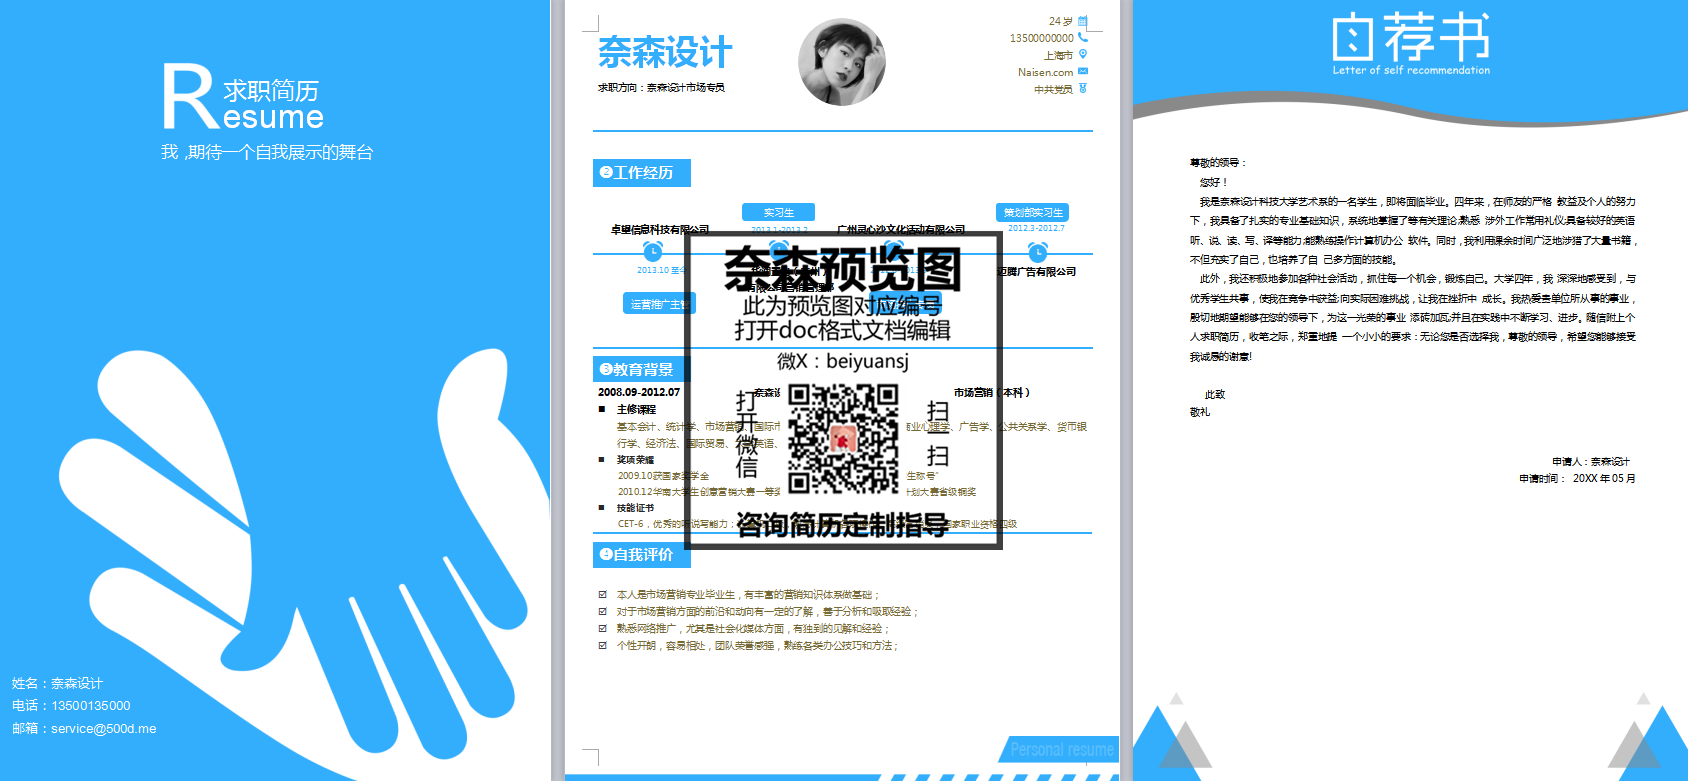 R求职简历
esume
我 ,期待一个自我展示的舞台
姓名：奈森设计
电话：13500135000
邮箱：service@500d.me
奈森设计
求职方向：奈森设计市场专员
24 岁
13500000000
上海市
Naisen.com
中共党员
❷工作经历
实习生
策划部实习生
卓望信息科技有限公司
2013.1-2013.2
广州灵心沙文化活动有限公司
2012.3-2012.7
2013.10 至今
迈腾广告有限公司
运营推广主管
奈森预览图
此为预览图对应编号
打开doc格式文档编辑
微X：beiyuansj
打开微信
扫一扫
咨询简历定制指导
❸教育背景
2008.09-2012.07
奈森设
市场营销（本科）
■ 主修课程
基本会计、统计学、市场营销、国际市
商业心理学、广告学、公共关系学、货币银
行学、经济法、国际贸易、
■ 奖项荣耀
2009.10获国家奖学金
生称号”
2010.12华南大学生创意营销大赛一等奖
计划大赛省级铜奖
■ 技能证书
CET-6，优秀的听说写能力；
国家职业资格四级
❹自我评价
☑ 本人是市场营销专业毕业生，有丰富的营销知识体系做基础；
☑ 对于市场营销方面的前沿和动向有一定的了解，善于分析和吸取经验；
☑ 熟悉网络推广，尤其是社会化媒体方面，有独到的见解和经验；
☑ 个性开朗，容易相处，团队荣誉感强，熟练各类办公技巧和方法；
Personal resume
自荐书
Letter of self recommendation
尊敬的领导：
您好！
我是奈森设计科技大学艺术系的一名学生，即将面临毕业。四年来，在师友的严格 教益及个人的努力
下，我具备了扎实的专业基础知识，系统地掌握了等有关理论;熟悉 涉外工作常用礼仪;具备较好的英语
听、说、读、写、译等能力;能熟练操作计算机办公 软件。同时，我利用课余时间广泛地涉猎了大量书籍，
不但充实了自己，也培养了自 己多方面的技能。
此外，我还积极地参加各种社会活动，抓住每一个机会，锻炼自己。大学四年，我 深深地感受到，与
优秀学生共事，使我在竞争中获益;向实际困难挑战，让我在挫折中 成长。我热爱贵单位所从事的事业，
殷切地期望能够在您的领导下，为这一光荣的事业 添砖加瓦;并且在实践中不断学习、进步。随信附上个
人求职简历，收笔之际，郑重地提 一个小小的要求：无论您是否选择我，尊敬的领导，希望您能够接受
我诚恳的谢意!
此致
敬礼
申请人：奈森设计
申请时间： 20XX 年 05 月